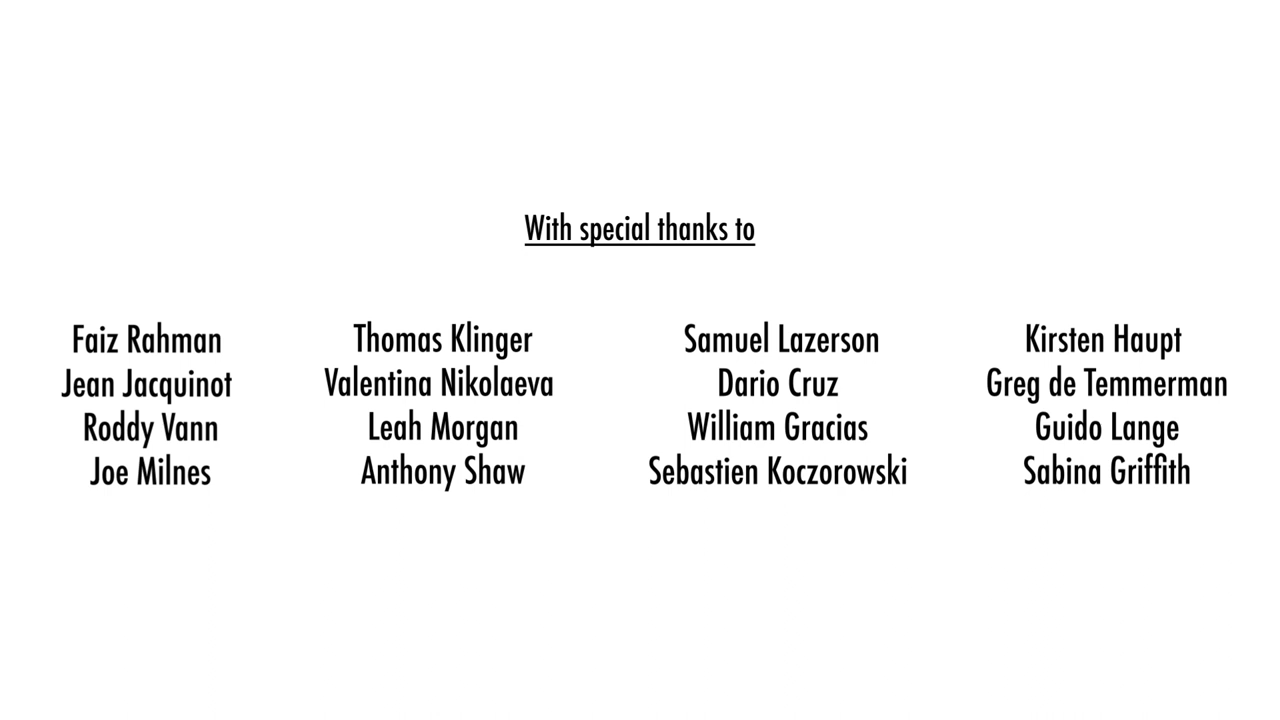 With special thanks to
Faiz Rahman
Jean Jacquinot
Roddy Vann
Joe Milnes
Thomas Klinger
Valentina Nikolaeva
Leah Morgan
Anthony Shaw
Samuel Lazerson
Dario Cruz
William Gracias
Sebastien Koczorowski
Kirsten Haupt
Greg de Temmerman
Guido Lange
Sabina Griffith